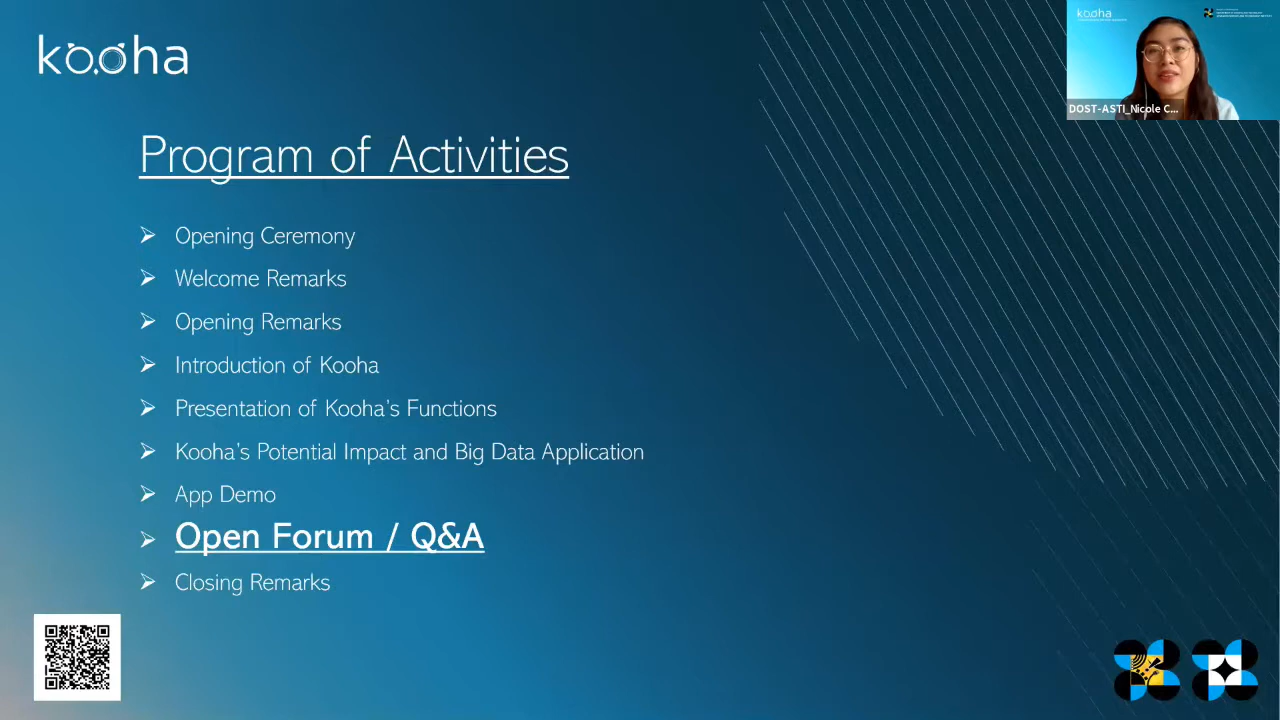 kooha
kooha
DOST-ASTI_Nicole C...
Program of Activities
Opening Ceremony
Welcome Remarks
Opening Remarks
Introduction of Kooha
Presentation of Kooha's Functions
Kooha's Potential Impact and Big Data Application
App Demo
Open Forum / Q&A
Closing Remarks